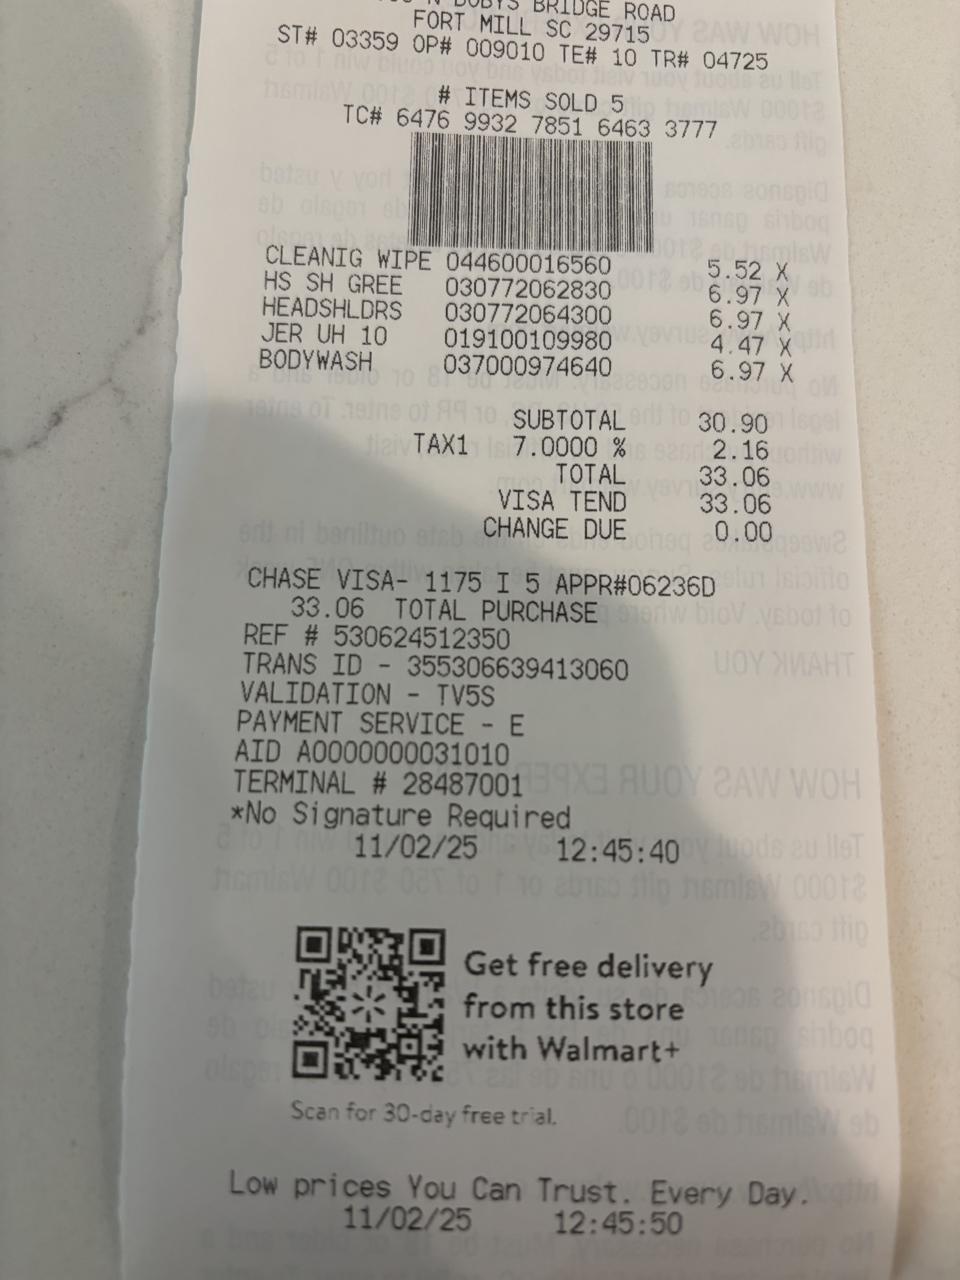 BRIDGE ROAD
FORT MILL SC 29715
ST# 03359 OP# 009010 TE# 10 TR# 04725
# ITEMS SOLD 5
TC# 6476 9932 7851 6463 3777
CLEANIG WIPE 044600016560 5.52 X
HS SH GREE 030772062830 6.97 X
HEADSHLDRS 030772064300 6.97 X
JER UH 10 019100109980 4.47 X
BODYWASH 037000974640 6.97 X
SUBTOTAL 30.90
TAX1 7.0000 % 2.16
TOTAL 33.06
VISA TEND 33.06
CHANGE DUE 0.00
CHASE VISA- 1175 I 5 APPR#06236D
33.06 TOTAL PURCHASE
REF # 530624512350
TRANS ID - 355306639413060
VALIDATION - TV5S
PAYMENT SERVICE - E
AID A0000000031010
TERMINAL # 28487001
*No Signature Required
11/02/25 12:45:40
Get free delivery
from this store
with Walmart+
Scan for 30-day free trial.
Low prices You Can Trust. Every Day.
11/02/25 12:45:50